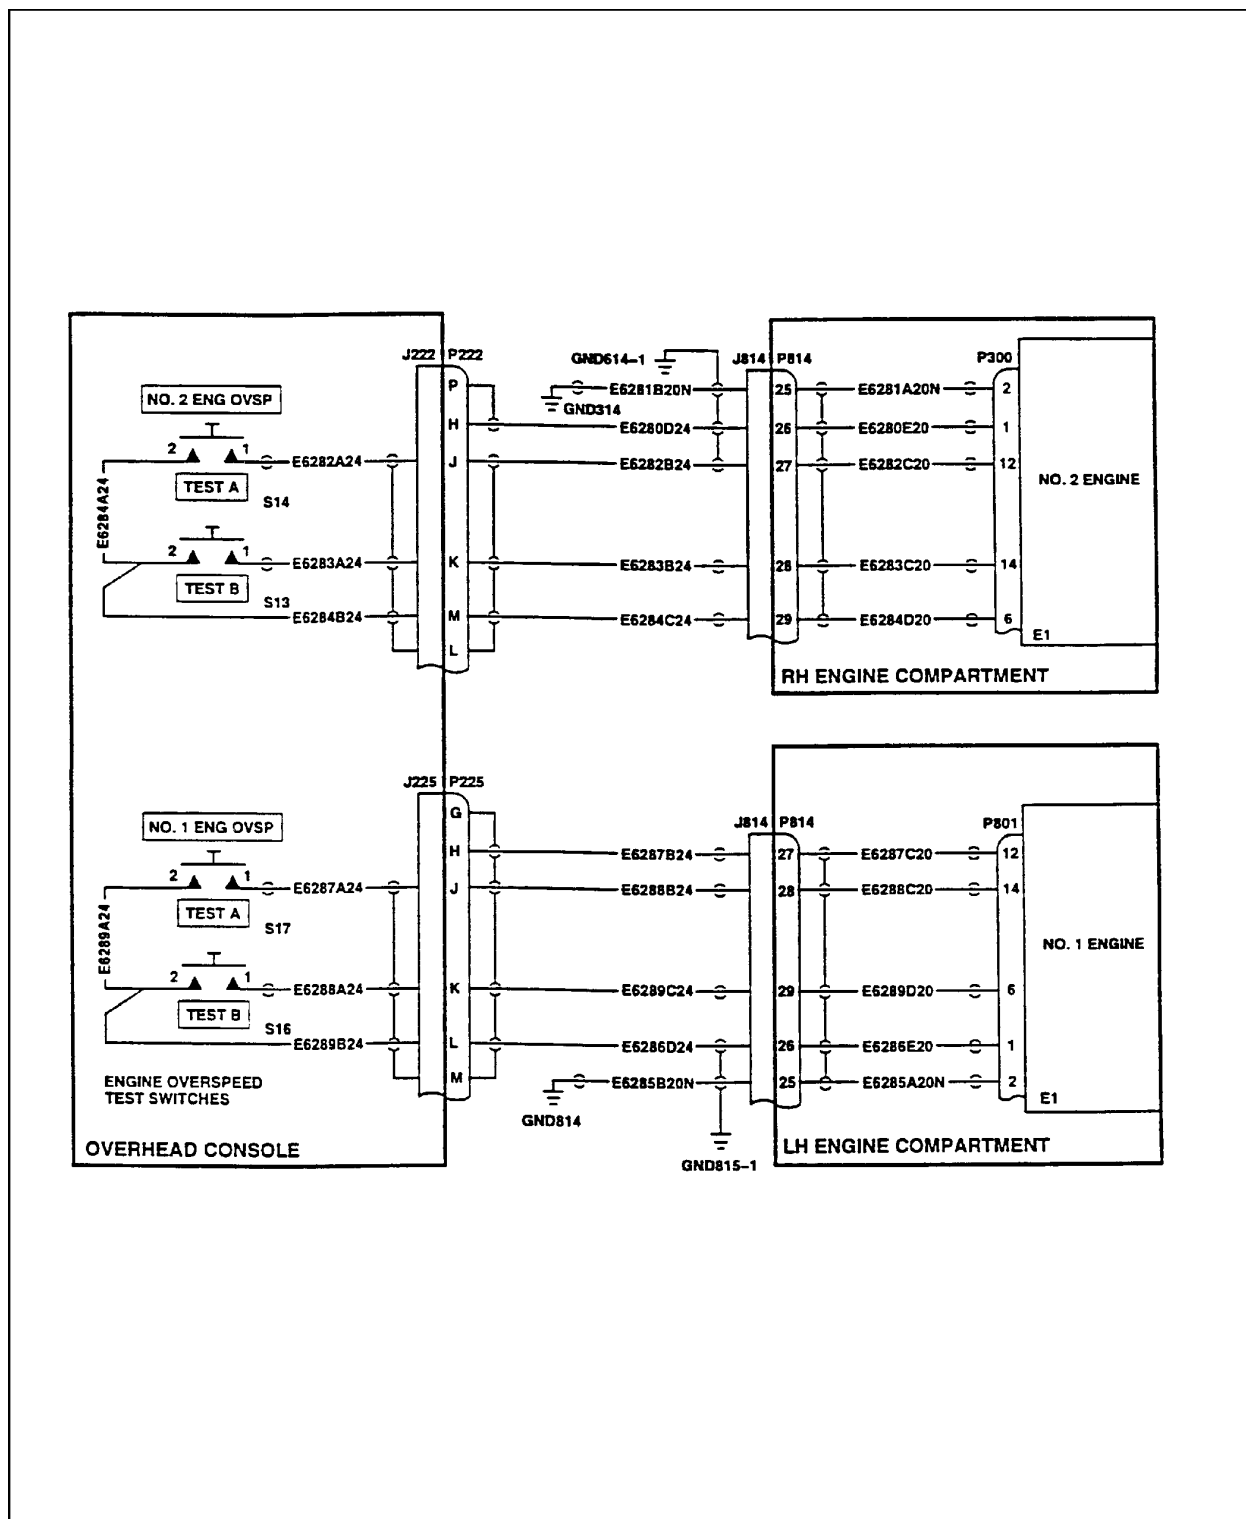 J222 P222
GND614-1
J814 P814
P300
P
E6281B20N
25
E6281A20N
2
NO. 2 ENG OVSP
GND314
H
E6280D24
26
E6280E20
1
2 1
E6282A24
J
E6282B24
27
E6282C20
12
NO. 2 ENGINE
TEST A
S14
E6284A24
2 1
E6283A24
K
E6283B24
28
E6283C20
14
TEST B
S13
E6284B24
M
E6284C24
29
E6284D20
6
E1
L
RH ENGINE COMPARTMENT
J225 P225
G
NO. 1 ENG OVSP
J814 P814
P801
H
E6287B24
27
E6287C20
12
2 1
E6287A24
J
E6288B24
28
E6288C20
14
TEST A
S17
E6289A24
NO. 1 ENGINE
2 1
E6288A24
K
E6289C24
29
E6289D20
6
TEST B
S16
E6289B24
L
E6286D24
26
E6286E20
1
M
E6285B20N
25
E6285A20N
2
ENGINE OVERSPEED
TEST SWITCHES
GND814
E1
OVERHEAD CONSOLE
GND815-1
LH ENGINE COMPARTMENT